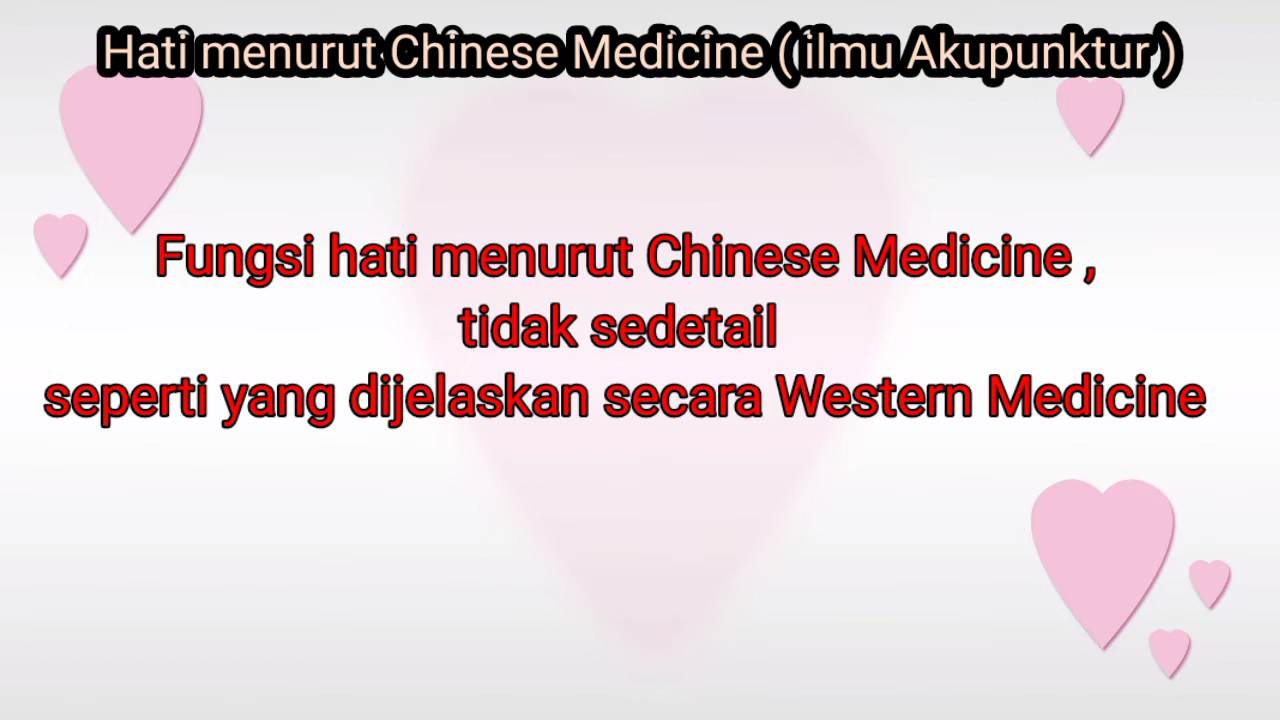 Hati menurut Chinese Medicine ( ilmu Akupunktur )
Fungsi hati menurut Chinese Medicine ,
tidak sedetail
seperti yang dijelaskan secara Western Medicine